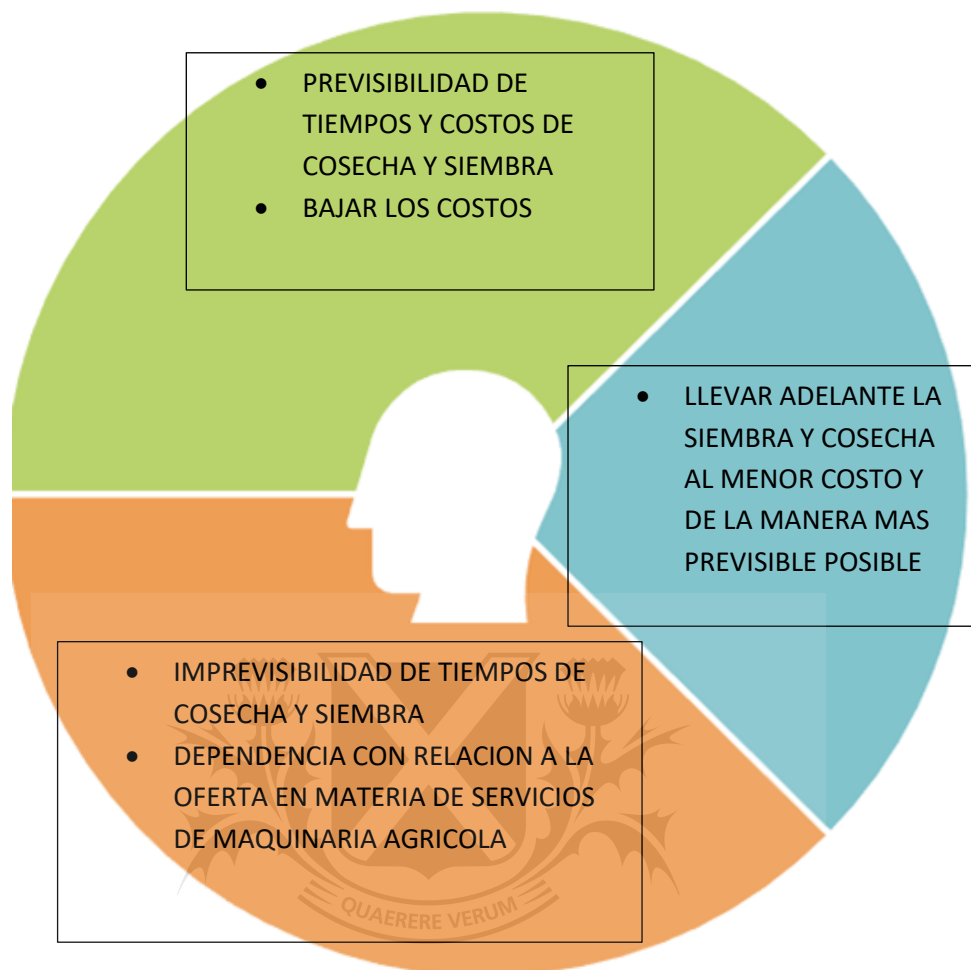 • PREVISIBILIDAD DE
TIEMPOS Y COSTOS DE
COSECHA Y SIEMBRA
• BAJAR LOS COSTOS
• LLEVAR ADELANTE LA
SIEMBRA Y COSECHA
AL MENOR COSTO Y
DE LA MANERA MAS
PREVISIBLE POSIBLE
• IMPREVISIBILIDAD DE TIEMPOS DE
COSECHA Y SIEMBRA
• DEPENDENCIA CON RELACION A LA
OFERTA EN MATERIA DE SERVICIOS
DE MAQUINARIA AGRICOLA
QUAERERE VERUM